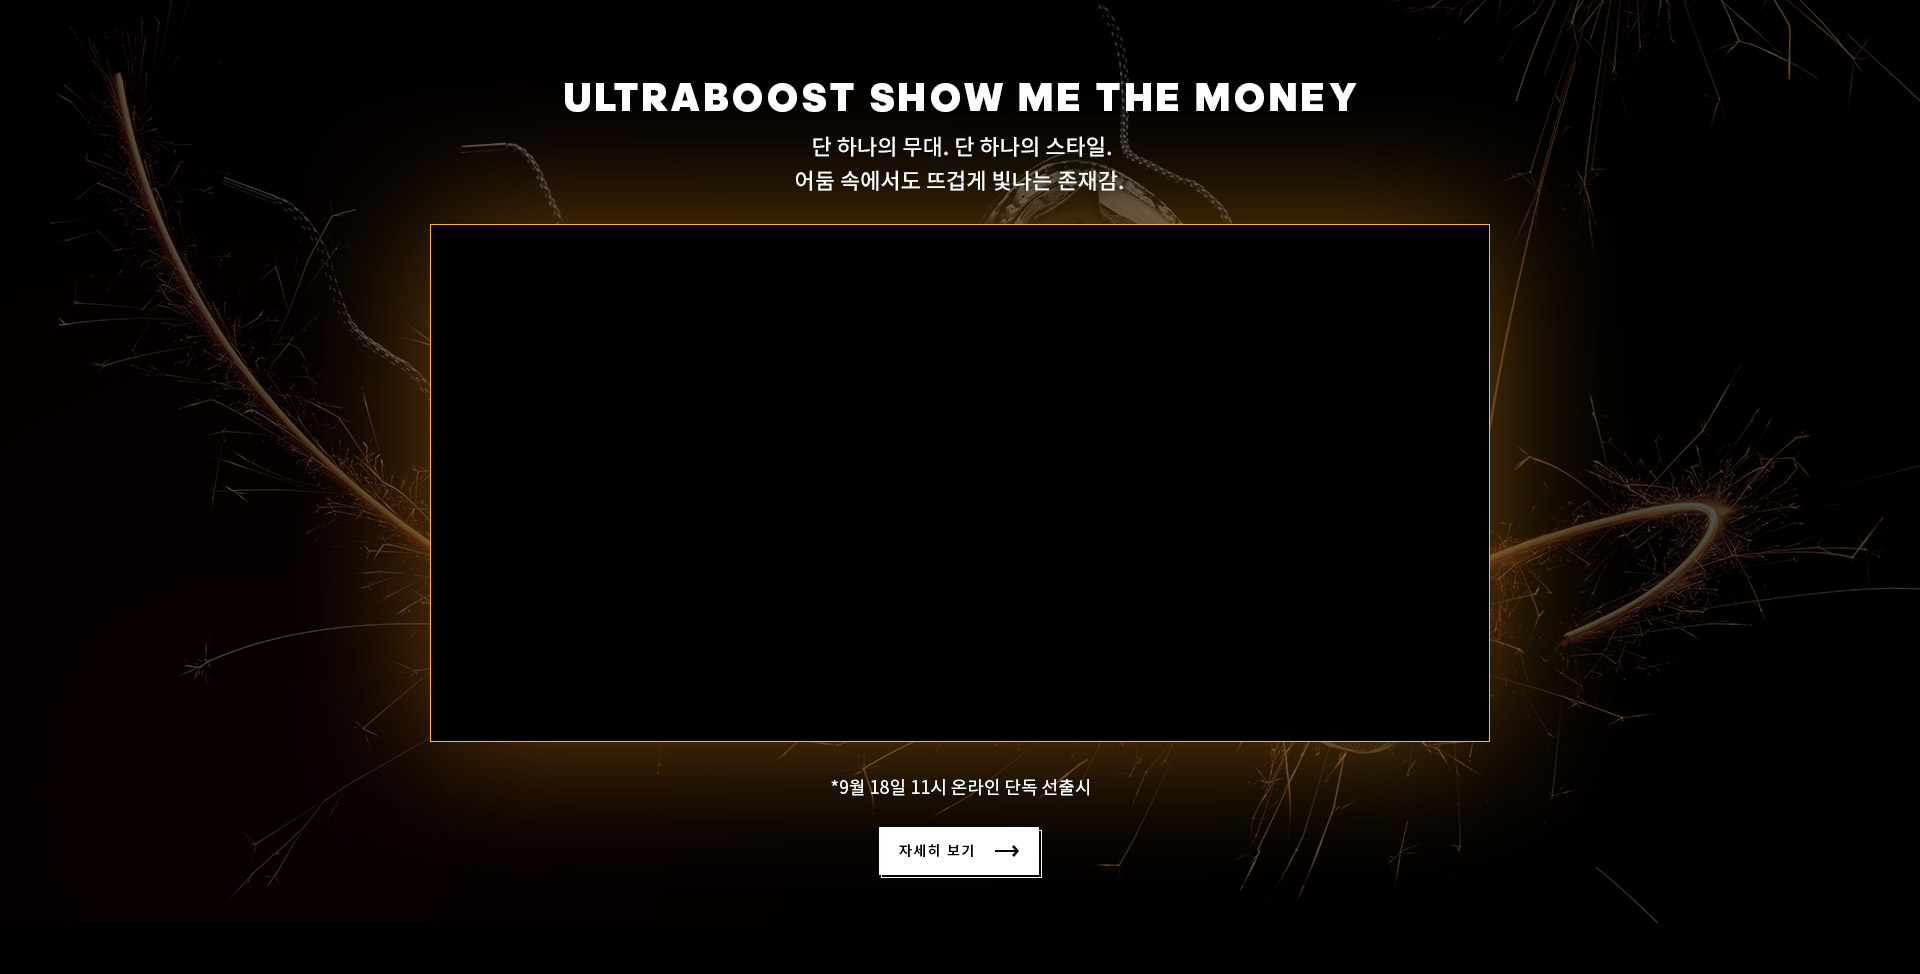 ULTRABOOST SHOW ME THE MONEY
단 하나의 무대. 단 하나의 스타일.
어둠 속에서도 뜨겁게 빛나는 존재감.
*9월 18일 11시 온라인 단독 선출시
자세히 보기